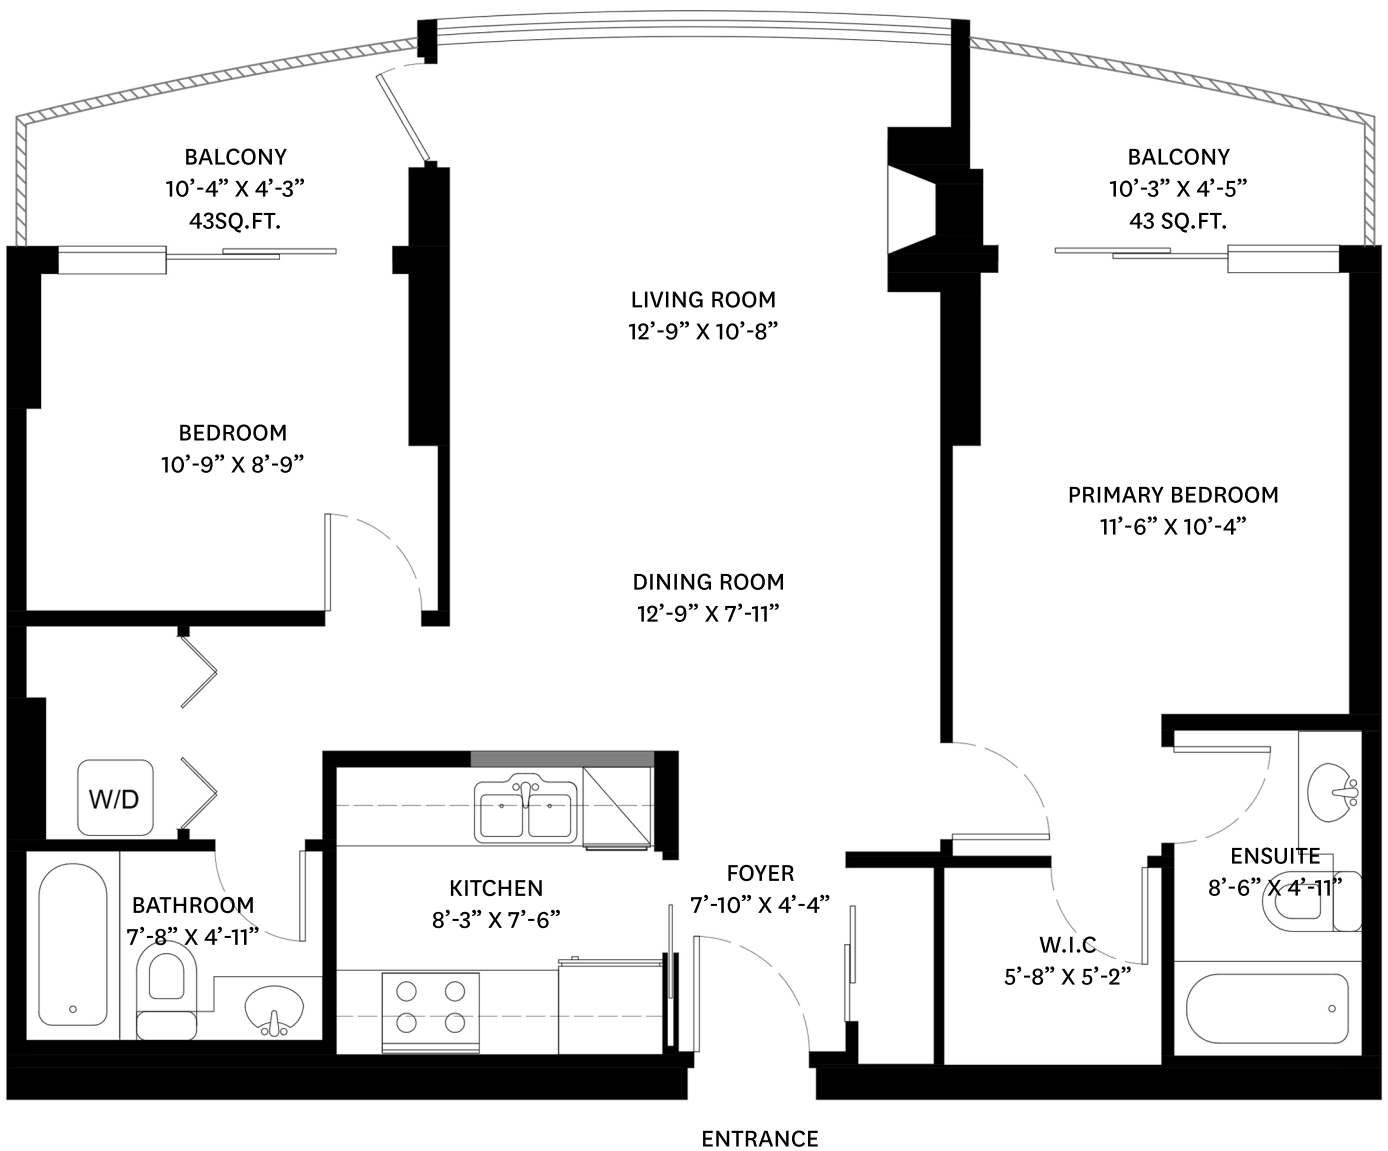 BALCONY
10’-4” X 4’-3”
43SQ.FT.
BALCONY
10’-3” X 4’-5”
43 SQ.FT.
LIVING ROOM
12’-9” X 10’-8”
BEDROOM
10’-9” X 8’-9”
PRIMARY BEDROOM
11’-6” X 10’-4”
DINING ROOM
12’-9” X 7’-11”
W/D
KITCHEN
8’-3” X 7’-6”
FOYER
7’-10” X 4’-4”
ENSUITE
8’-6” X 4’-11”
BATHROOM
7’-8” X 4’-11”
W.I.C
5’-8” X 5’-2”
ENTRANCE